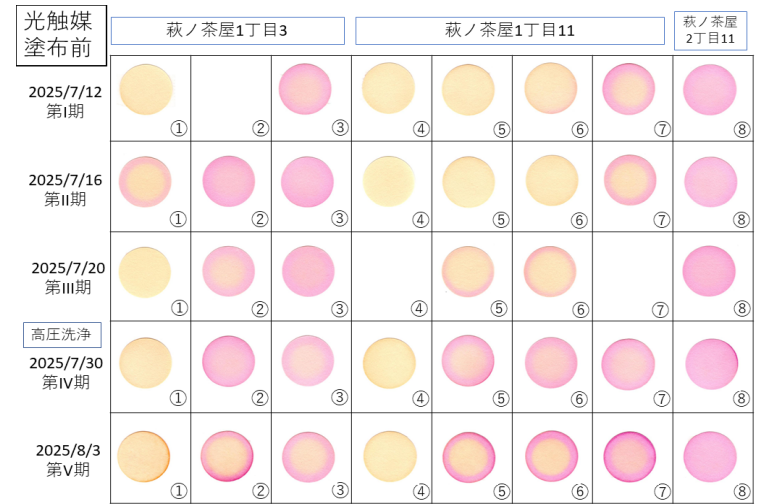 光触媒
塗布前
萩ノ茶屋1丁目3
萩ノ茶屋1丁目11
萩ノ茶屋
2丁目11
2025/7/12
第I期
① ② ③ ④ ⑤ ⑥ ⑦ ⑧
2025/7/16
第II期
① ② ③ ④ ⑤ ⑥ ⑦ ⑧
2025/7/20
第III期
① ② ③ ④ ⑤ ⑥ ⑦ ⑧
高圧洗浄
2025/7/30
第IV期
① ② ③ ④ ⑤ ⑥ ⑦ ⑧
2025/8/3
第V期
① ② ③ ④ ⑤ ⑥ ⑦ ⑧